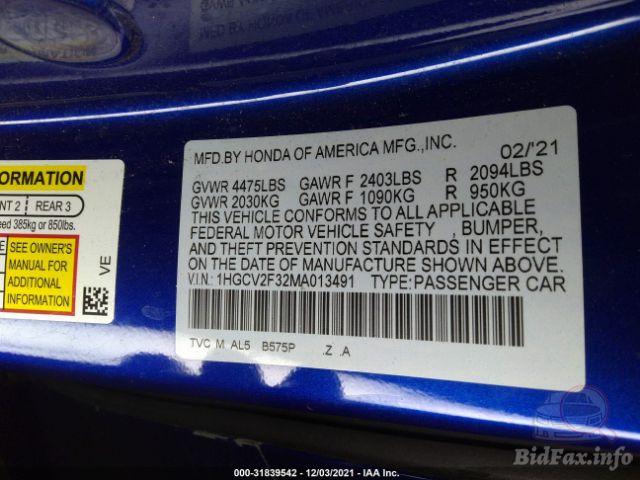 MFD.BY HONDA OF AMERICA MFG.,INC. 02/'21
GVWR 4475LBS GAWR F 2403LBS R 2094LBS
GVWR 2030KG GAWR F 1090KG R 950KG
THIS VEHICLE CONFORMS TO ALL APPLICABLE
FEDERAL MOTOR VEHICLE SAFETY , BUMPER,
AND THEFT PREVENTION STANDARDS IN EFFECT
ON THE DATE OF MANUFACTURE SHOWN ABOVE.
V.I.N.: 1HGCV2F32MA013491 TYPE:PASSENGER CAR
TVC M AL5 B575P .Z .A
FORMATION
NT 2 REAR 3
eed 385kg or 850lbs.
SEE OWNER'S
MANUAL FOR
ADDITIONAL
INFORMATION
VE
BidFax.info
000-31839542 - 12/03/2021 - IAA Inc.